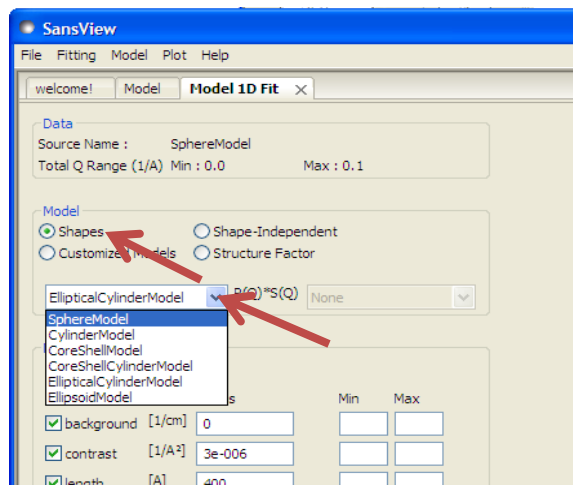 SansView
File Fitting Model Plot Help
welcome! Model Model 1D Fit
Data
Source Name : SphereModel
Total Q Range (1/A) Min : 0.0 Max : 0.1
Model
Shapes Shape-Independent
Customized Models Structure Factor
EllipticalCylinderModel P(Q)*S(Q) None
SphereModel
CylinderModel
CoreShellModel
CoreShellCylinderModel
EllipticalCylinderModel
EllipsoidModel
Min Max
background [1/cm] 0
contrast [1/A²] 3e-006
length [A] 400